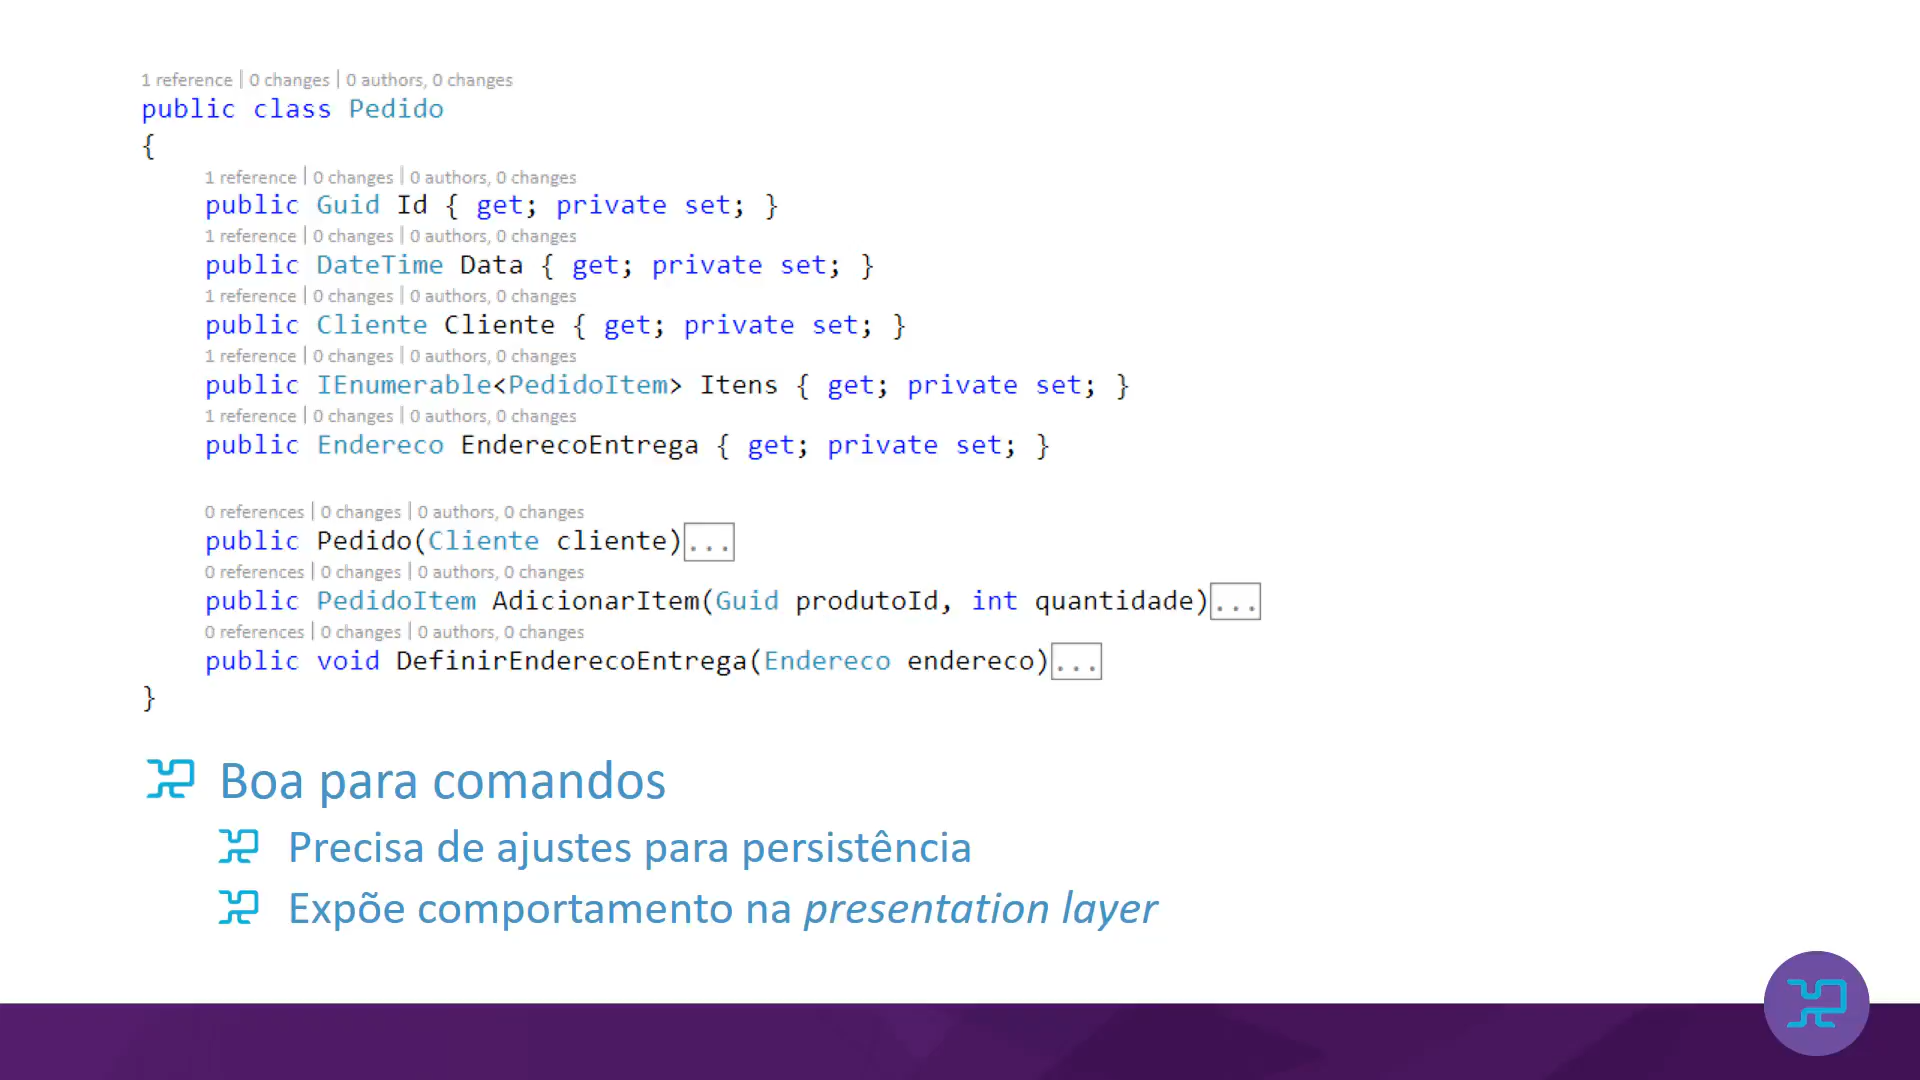 1 reference | 0 changes | 0 authors, 0 changes
public class Pedido
{
1 reference | 0 changes | 0 authors, 0 changes
public Guid Id { get; private set; }
1 reference | 0 changes | 0 authors, 0 changes
public DateTime Data { get; private set; }
1 reference | 0 changes | 0 authors, 0 changes
public Cliente Cliente { get; private set; }
1 reference | 0 changes | 0 authors, 0 changes
public IEnumerable<PedidoItem> Itens { get; private set; }
1 reference | 0 changes | 0 authors, 0 changes
public Endereco EnderecoEntrega { get; private set; }
0 references | 0 changes | 0 authors, 0 changes
public Pedido(Cliente cliente)...
0 references | 0 changes | 0 authors, 0 changes
public PedidoItem AdicionarItem(Guid produtoId, int quantidade)...
0 references | 0 changes | 0 authors, 0 changes
public void DefinirEnderecoEntrega(Endereco endereco)...
}
Boa para comandos
Precisa de ajustes para persistência
Expõe comportamento na presentation layer